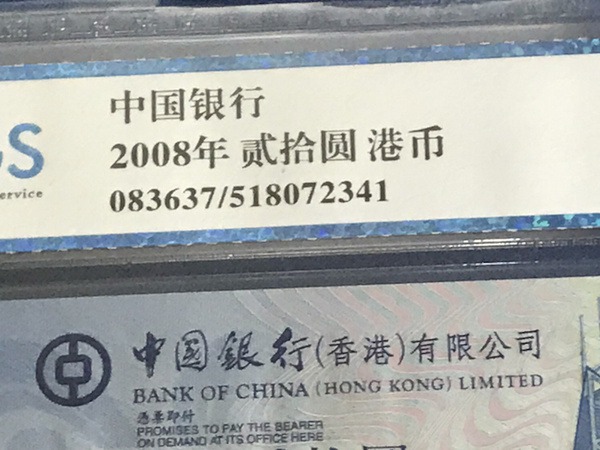 S
ervice
中国银行
2008年 贰拾圆 港币
083637/518072341
中国銀行(香港)有限公司
BANK OF CHINA (HONG KONG) LIMITED
憑票即付
PROMISES TO PAY THE BEARER
ON DEMAND AT ITS OFFICE HERE